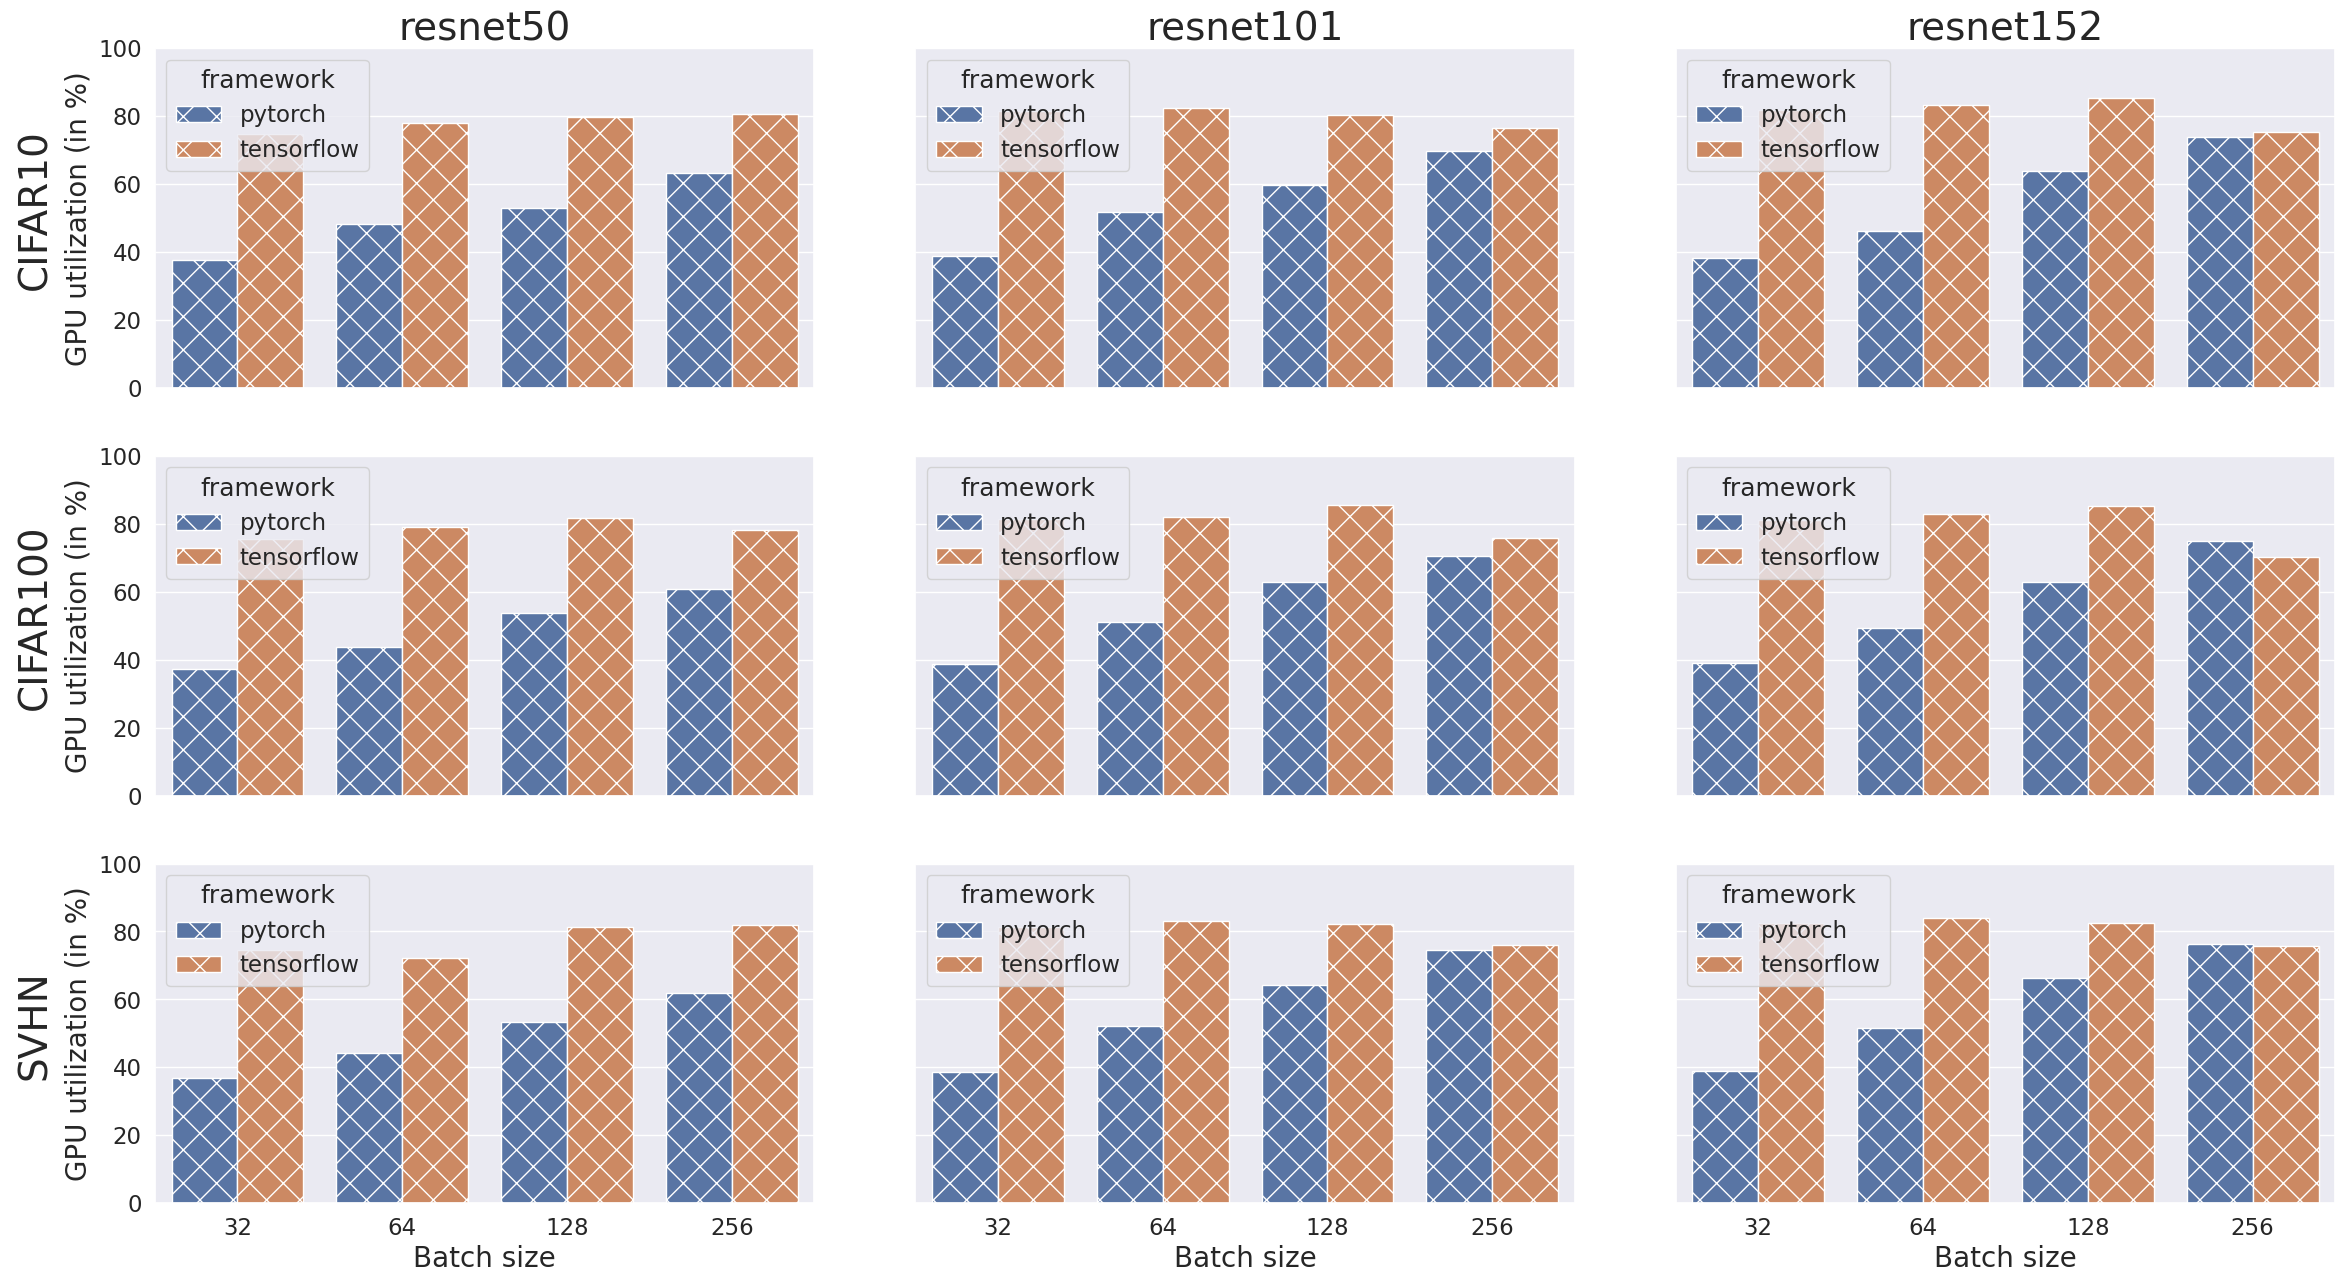 resnet50
resnet101
resnet152
CIFAR10
GPU utilization (in %)
100
80
60
40
20
0
framework
pytorch
tensorflow
framework
pytorch
tensorflow
framework
pytorch
tensorflow
CIFAR100
GPU utilization (in %)
100
80
60
40
20
0
framework
pytorch
tensorflow
framework
pytorch
tensorflow
framework
pytorch
tensorflow
SVHN
GPU utilization (in %)
100
80
60
40
20
0
framework
pytorch
tensorflow
framework
pytorch
tensorflow
framework
pytorch
tensorflow
32 64 128 256
Batch size
32 64 128 256
Batch size
32 64 128 256
Batch size